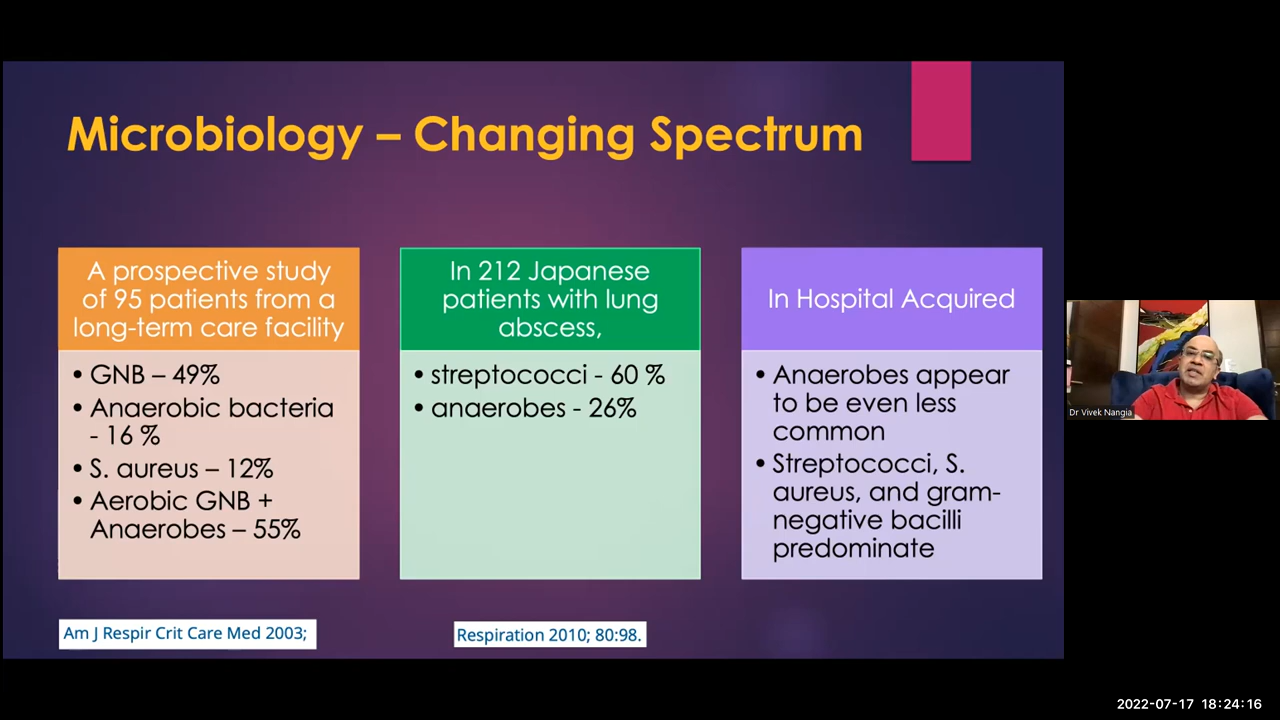 Microbiology – Changing Spectrum
A prospective study
of 95 patients from a
long-term care facility
• GNB – 49%
• Anaerobic bacteria
- 16 %
• S. aureus – 12%
• Aerobic GNB +
Anaerobes – 55%
Am J Respir Crit Care Med 2003;
In 212 Japanese
patients with lung
abscess,
• streptococci - 60 %
• anaerobes - 26%
Respiration 2010; 80:98.
In Hospital Acquired
• Anaerobes appear
to be even less
common
• Streptococci, S.
aureus, and gram-
negative bacilli
predominate
Dr Vivek Nangia
2022-07-17 18:24:16